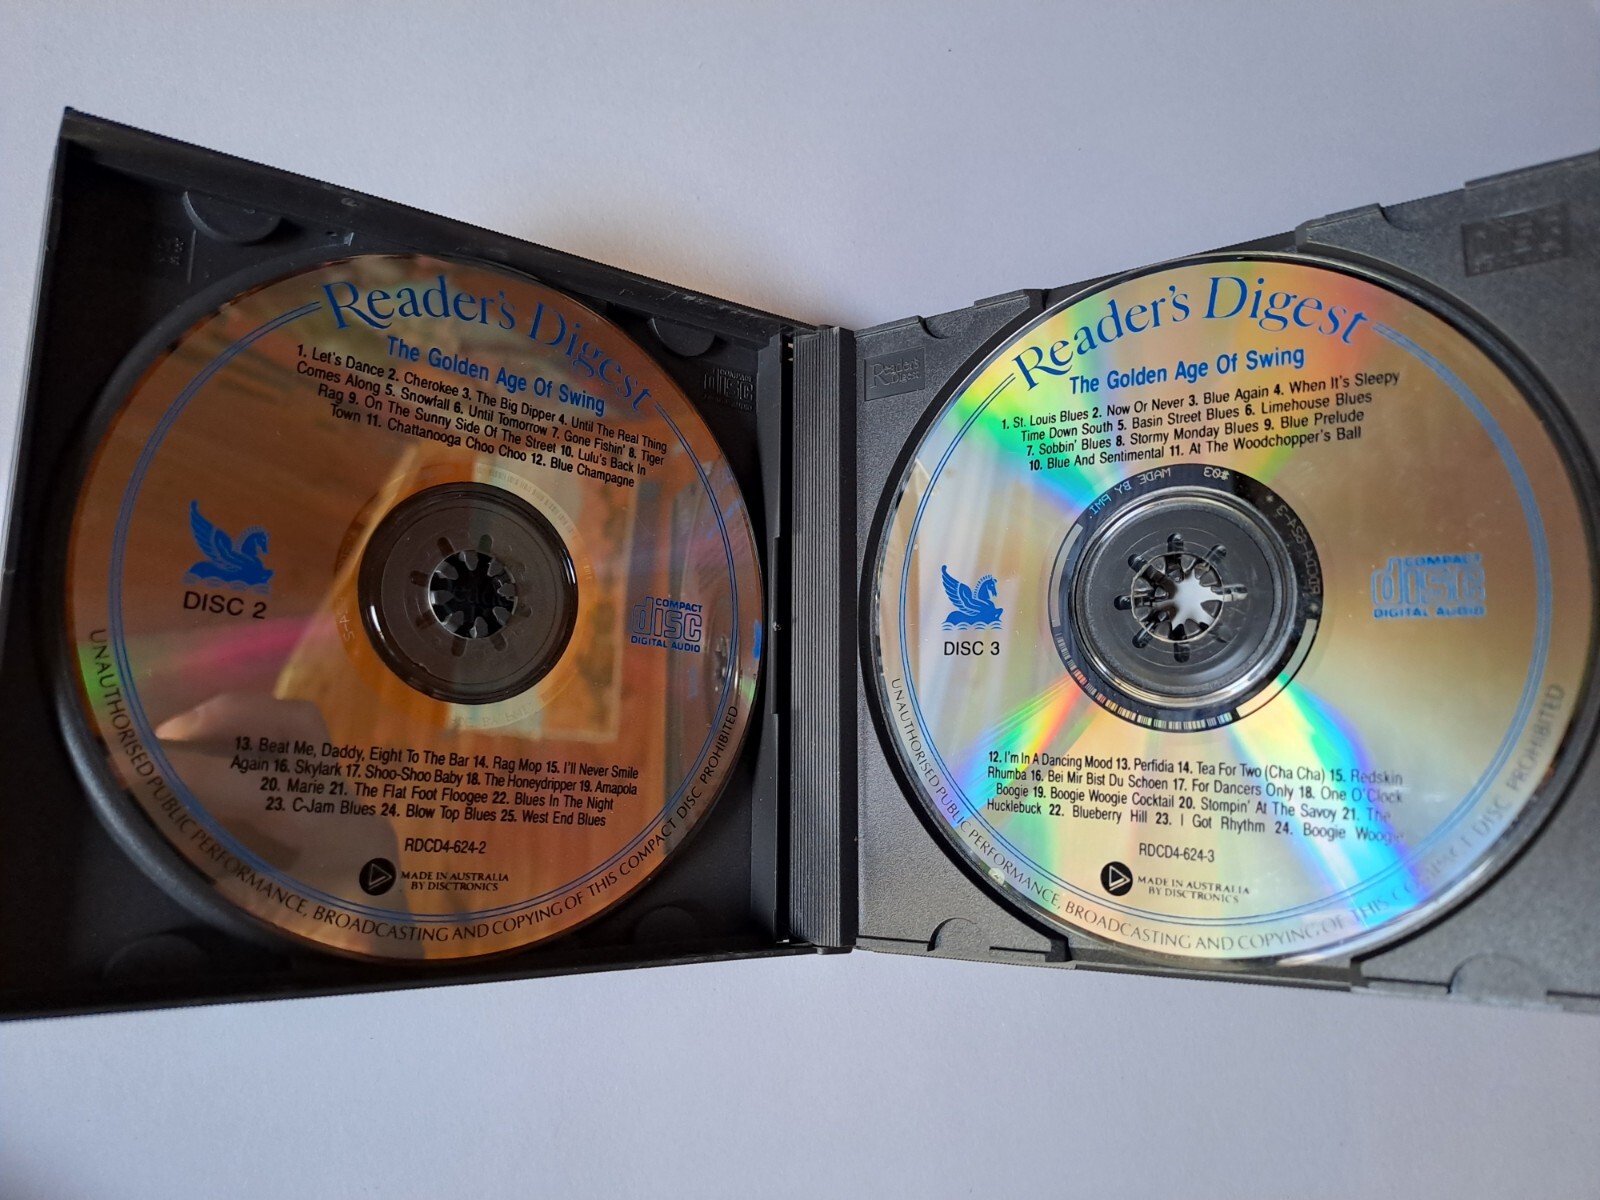 Reader's Digest
The Golden Age Of Swing
1. Let's Dance 2. Cherokee 3. The Big Dipper 4. Until The Real Thing
Comes Along 5. Snowfall 6. Until Tomorrow 7. Gone Fishin' 8. Tiger
Rag 9. On The Sunny Side Of The Street 10. Lulu's Back In
Town 11. Chattanooga Choo Choo 12. Blue Champagne
DISC 2
COMPACT
disc
DIGITAL AUDIO
13. Beat Me, Daddy, Eight To The Bar 14. Rag Mop 15. I'll Never Smile
Again 16. Skylark 17. Shoo-Shoo Baby 18. The Honeydripper 19. Amapola
20. Marie 21. The Flat Foot Floogee 22. Blues In The Night
23. C-Jam Blues 24. Blow Top Blues 25. West End Blues
RDCD4-624-2
MADE IN AUSTRALIA
BY DISCTRONICS
UNAUTHORISED PUBLIC PERFORMANCE, BROADCASTING AND COPYING OF THIS COMPACT DISC PROHIBITED
COMPACT
disc
Reader's
Digest
Reader's Digest
The Golden Age Of Swing
1. St. Louis Blues 2. Now Or Never 3. Blue Again 4. When It's Sleepy
Time Down South 5. Basin Street Blues 6. Limehouse Blues
7. Sobbin' Blues 8. Stormy Monday Blues 9. Blue Prelude
10. Blue And Sentimental 11. At The Woodchopper's Ball
MADE BY PMI. #03
DISC 3
COMPACT
disc
DIGITAL AUDIO
12. I'm In A Dancing Mood 13. Perfidia 14. Tea For Two (Cha Cha) 15. Redskin
Rhumba 16. Bei Mir Bist Du Schoen 17. For Dancers Only 18. One O'Clock
Boogie 19. Boogie Woogie Cocktail 20. Stompin' At The Savoy 21. The
Hucklebuck 22. Blueberry Hill 23. I Got Rhythm 24. Boogie Woogie
RDCD4-624-3
MADE IN AUSTRALIA
BY DISCTRONICS
UNAUTHORISED PUBLIC PERFORMANCE, BROADCASTING AND COPYING OF THIS COMPACT DISC PROHIBITED